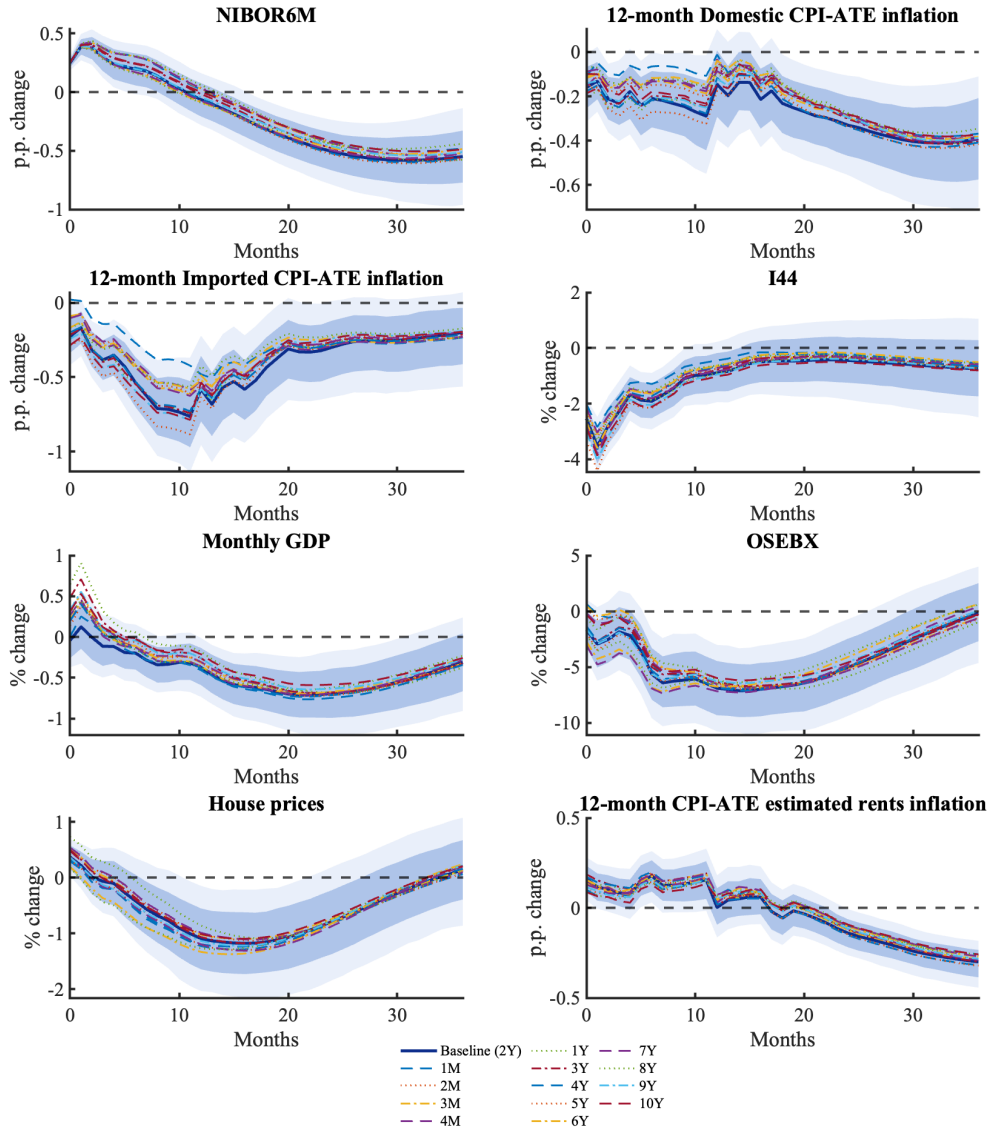 NIBOR6M
0.5
0
-0.5
-1
p.p. change
0 10 20 30
Months
12-month Domestic CPI-ATE inflation
0
-0.2
-0.4
-0.6
p.p. change
0 10 20 30
Months
12-month Imported CPI-ATE inflation
0
-0.5
-1
p.p. change
0 10 20 30
Months
I44
2
0
-2
-4
% change
0 10 20 30
Months
Monthly GDP
1
0.5
0
-0.5
-1
% change
0 10 20 30
Months
OSEBX
5
0
-5
-10
% change
0 10 20 30
Months
House prices
1
0
-1
-2
% change
0 10 20 30
Months
12-month CPI-ATE estimated rents inflation
0.5
0
-0.5
p.p. change
0 10 20 30
Months
Baseline (2Y)
1M
2M
3M
4M
1Y
3Y
4Y
5Y
6Y
7Y
8Y
9Y
10Y